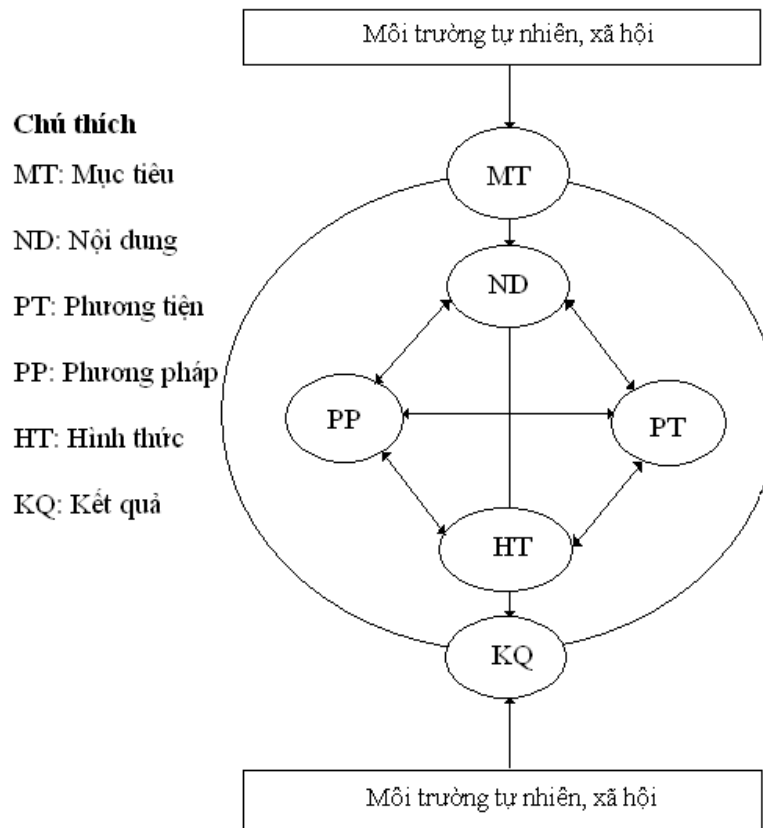 Môi trường tự nhiên, xã hội
Chú thích
MT: Mục tiêu
ND: Nội dung
PT: Phương tiện
PP: Phương pháp
HT: Hình thức
KQ: Kết quả
MT
ND
PP
PT
HT
KQ
Môi trường tự nhiên, xã hội